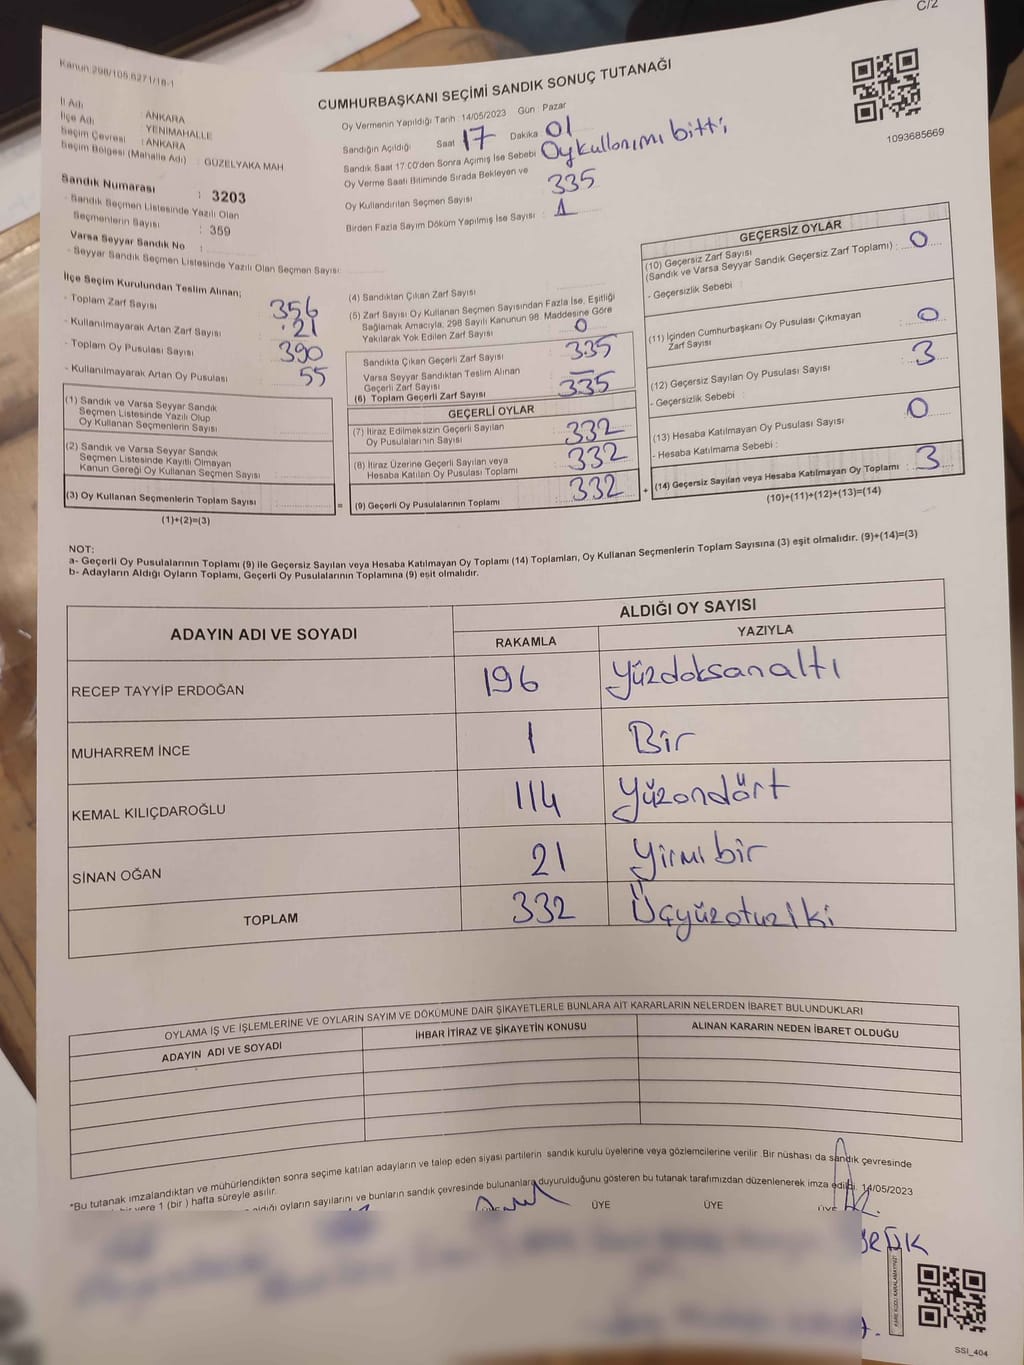 C/2
Kanun:298/105:6271/18-1
CUMHURBAŞKANI SEÇİMİ SANDIK SONUÇ TUTANAĞI
1093685669
İl Adı : ANKARA
İlçe Adı : YENİMAHALLE
Seçim Çevresi : ANKARA
Seçim Bölgesi (Mahalle Adı) : GÜZELYAKA MAH
Oy Vermenin Yapıldığı Tarih : 14/05/2023 Gün : Pazar
Sandığın Açıldığı Saat 17 Dakika 01
Sandık Saat 17:00'den Sonra Açımış İse Sebebi Oy kullanımı bitti
Oy Verme Saati Bitiminde Sırada Bekleyen ve
Oy Kullandırılan Seçmen Sayısı 335
Birden Fazla Sayım Döküm Yapılmış İse Sayısı : 1
Sandık Numarası : 3203
- Sandık Seçmen Listesinde Yazılı Olan
Seçmenlerin Sayısı : 359
Varsa Seyyar Sandık No :
- Seyyar Sandık Seçmen Listesinde Yazılı Olan Seçmen Sayısı:
İlçe Seçim Kurulundan Teslim Alınan;
- Toplam Zarf Sayısı 356
- Kullanılmayarak Artan Zarf Sayısı 21
- Toplam Oy Pusulası Sayısı 390
- Kullanılmayarak Artan Oy Pusulası 55
(1) Sandık ve Varsa Seyyar Sandık
Seçmen Listesinde Yazılı Olup
Oy Kullanan Seçmenlerin Sayısı
(2) Sandık ve Varsa Seyyar Sandık
Seçmen Listesinde Kayıtlı Olmayan
Kanun Gereği Oy Kullanan Seçmen Sayısı
(3) Oy Kullanan Seçmenlerin Toplam Sayısı
(1)+(2)=(3)
=
(4) Sandıktan Çıkan Zarf Sayısı
(5) Zarf Sayısı Oy Kullanan Seçmen Sayısından Fazla İse, Eşitliği
Sağlamak Amacıyla, 298 Sayılı Kanunun 98. Maddesine Göre
Yakılarak Yok Edilen Zarf Sayısı : 0
Sandıkta Çıkan Geçerli Zarf Sayısı 335
Varsa Seyyar Sandıktan Teslim Alınan
Geçerli Zarf Sayısı : —
(6) Toplam Geçerli Zarf Sayısı 335
GEÇERLİ OYLAR
(7) İtiraz Edilmeksizin Geçerli Sayılan
Oy Pusulalarının Sayısı 332
(8) İtiraz Üzerine Geçerli Sayılan veya
Hesaba Katılan Oy Pusulası Toplamı 332
(9) Geçerli Oy Pusulalarının Toplamı 332
+
GEÇERSİZ OYLAR
(10) Geçersiz Zarf Sayısı
(Sandık ve Varsa Seyyar Sandık Geçersiz Zarf Toplamı) : 0
- Geçersizlik Sebebi :
(11) İçinden Cumhurbaşkanı Oy Pusulası Çıkmayan
Zarf Sayısı : 0
(12) Geçersiz Sayılan Oy Pusulası Sayısı : 3
- Geçersizlik Sebebi :
(13) Hesaba Katılmayan Oy Pusulası Sayısı : 0
- Hesaba Katılmama Sebebi :
(14) Geçersiz Sayılan veya Hesaba Katılmayan Oy Toplamı : 3
(10)+(11)+(12)+(13)=(14)
NOT:
a- Geçerli Oy Pusulalarının Toplamı (9) ile Geçersiz Sayılan veya Hesaba Katılmayan Oy Toplamı (14) Toplamları, Oy Kullanan Seçmenlerin Toplam Sayısına (3) eşit olmalıdır. (9)+(14)=(3)
b- Adayların Aldığı Oyların Toplamı, Geçerli Oy Pusulalarının Toplamına (9) eşit olmalıdır.
ADAYIN ADI VE SOYADI ALDIĞI OY SAYISI
RAKAMLA YAZIYLA
RECEP TAYYİP ERDOĞAN 196 Yüzdoksanaltı
MUHARREM İNCE 1 Bir
KEMAL KILIÇDAROĞLU 114 Yüzondört
SİNAN OĞAN 21 Yirmi bir
TOPLAM 332 Üçyüzotuziki
OYLAMA İŞ VE İŞLEMLERİNE VE OYLARIN SAYIM VE DÖKÜMÜNE DAİR ŞİKAYETLERLE BUNLARA AİT KARARLARIN NELERDEN İBARET BULUNDUKLARI
ADAYIN ADI VE SOYADI İHBAR İTİRAZ VE ŞİKAYETİN KONUSU ALINAN KARARIN NEDEN İBARET OLDUĞU
*Bu tutanak imzalandıktan ve mühürlendikten sonra seçime katılan adayların ve talep eden siyasi partilerin sandık kurulu üyelerine veya gözlemcilerine verilir. Bir nüshası da sandık çevresinde
bir yere 1 (bir ) hafta süreyle asılır.
aldığı oyların sayılarını ve bunların sandık çevresinde bulunanlara duyurulduğunu gösteren bu tutanak tarafımızdan düzenlenerek imza edildi. 14/05/2023
ÜYE ÜYE ÜYE
KARE KODU KARALAMAYINIZ!
SSI_404